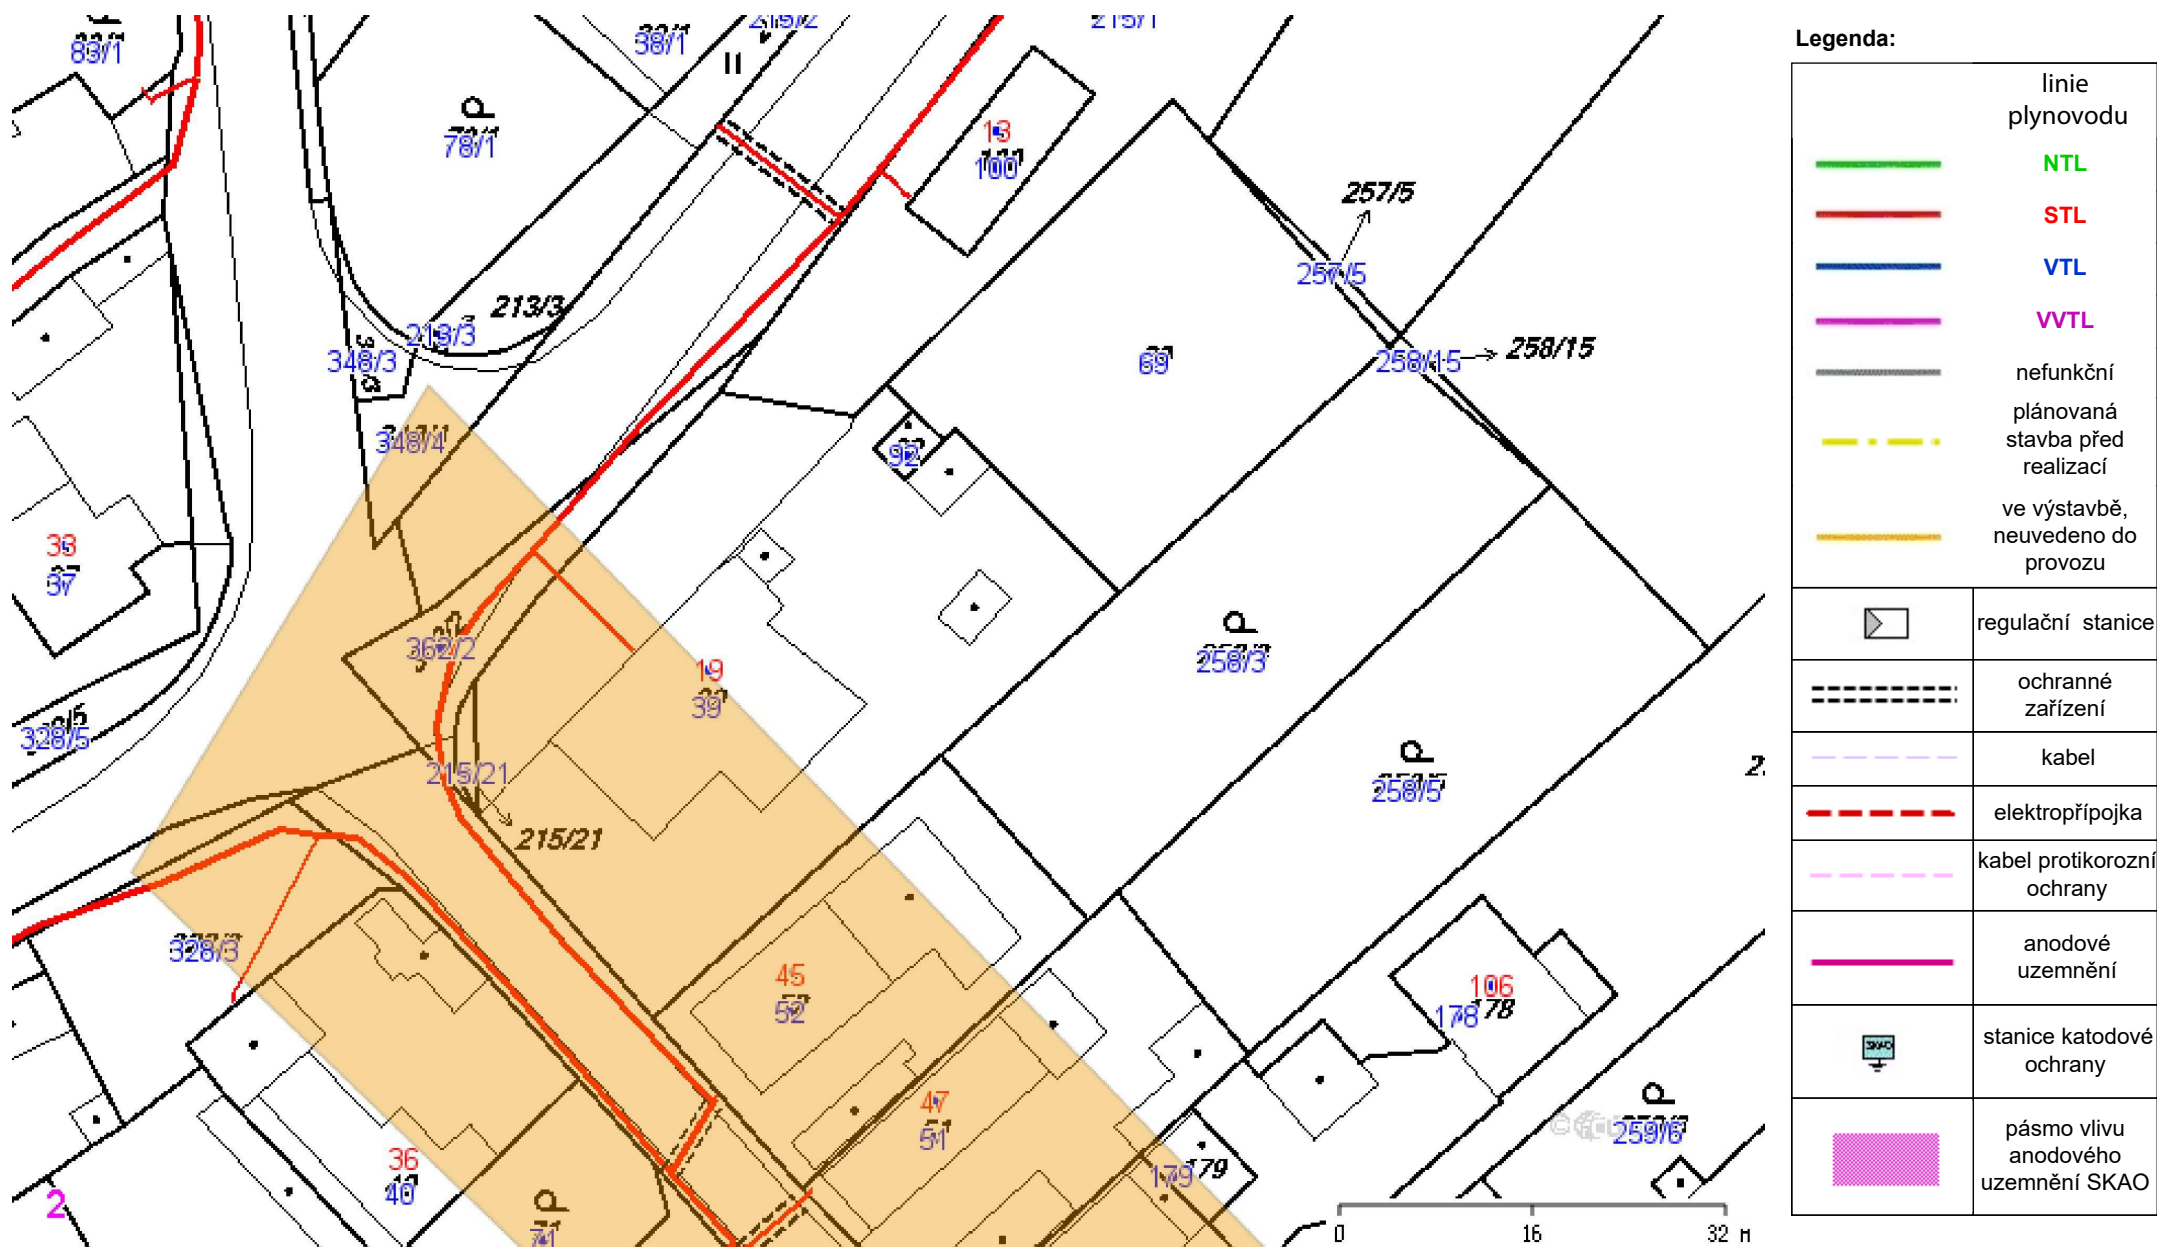 83/1
38/1
219/2
215/1
II
78/1
13
100
257/5
257/5
213/3
213/3
348/3
348/4
69
258/15
258/15
92
33
37
362/2
19
39
258/3
328/5
215/21
215/21
258/5
328/3
45
52
106
178
178
47
51
259/6
36
40
179
179
2
71
0 16 32 M
Legenda:
linie
plynovodu
NTL
STL
VTL
VVTL
nefunkční
plánovaná
stavba před
realizací
ve výstavbě,
neuvedeno do
provozu
regulační stanice
ochranné
zařízení
kabel
elektropřípojka
kabel protikorozní
ochrany
anodové
uzemnění
SKAO
stanice katodové
ochrany
pásmo vlivu
anodového
uzemnění SKAO